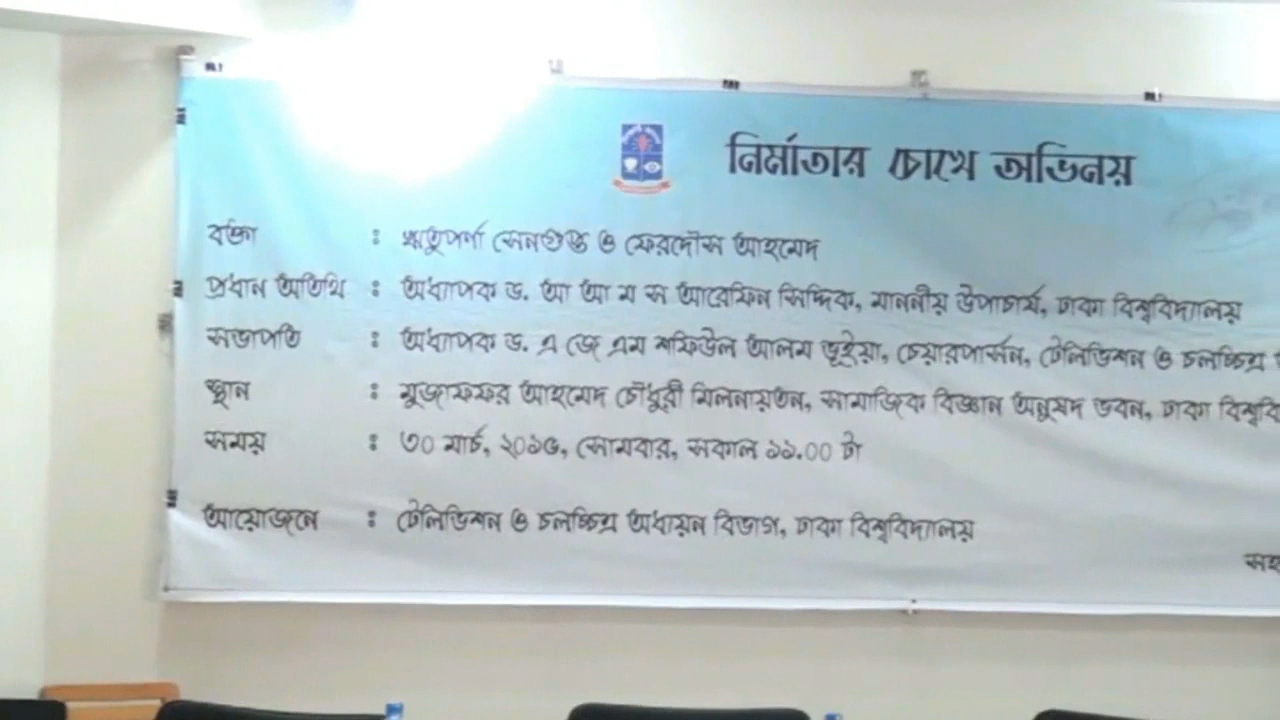 নির্মাতার চোখে অভিনয়
বক্তা : ঋতুপর্ণা সেনগুপ্ত ও ফেরদৌস আহমেদ
প্রধান অতিথি : অধ্যাপক ড. আ আ ম স আরেফিন সিদ্দিক, মাননীয় উপাচার্য, ঢাকা বিশ্ববিদ্যালয়
সভাপতি : অধ্যাপক ড. এ জে এম শফিউল আলম ভূইয়া, চেয়ারপার্সন, টেলিভিশন ও চলচ্চিত্র
স্থান : মুজাফফর আহমেদ চৌধুরী মিলনায়তন, সামাজিক বিজ্ঞান অনুষদ ভবন, ঢাকা বিশ্ববি
সময় : ৩০ মার্চ, ২০১৫, সোমবার, সকাল ১১.০০ টা
আয়োজনে : টেলিভিশন ও চলচ্চিত্র অধ্যয়ন বিভাগ, ঢাকা বিশ্ববিদ্যালয়
সহ